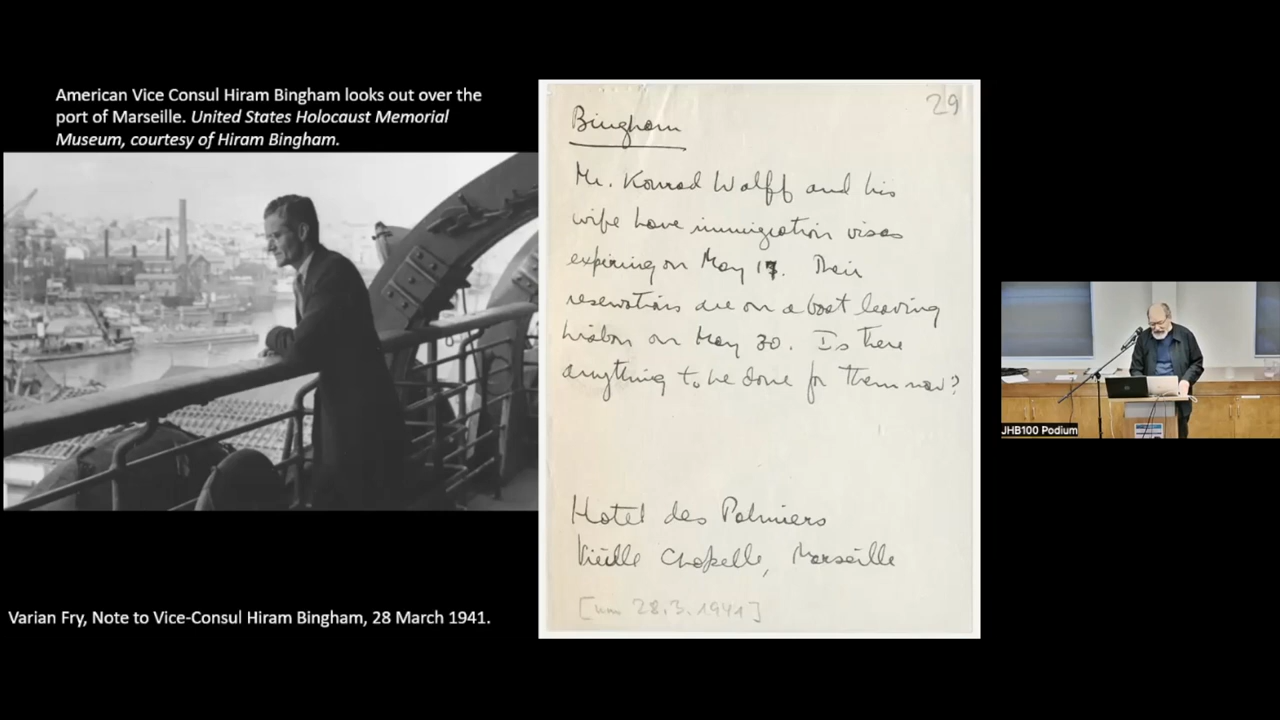 American Vice Consul Hiram Bingham looks out over the
port of Marseille. United States Holocaust Memorial
Museum, courtesy of Hiram Bingham.
29
Bingham
Mr. Konrad Wolff and his
wife have immigration visas
expiring on May 17. Their
reservations are on a boat leaving
Lisbon on May 30. Is there
anything to be done for them now?
Hotel des Palmiers
Vieille Chapelle, Marseille
[um 28.3.1941]
Varian Fry, Note to Vice-Consul Hiram Bingham, 28 March 1941.
JHB100 Podium